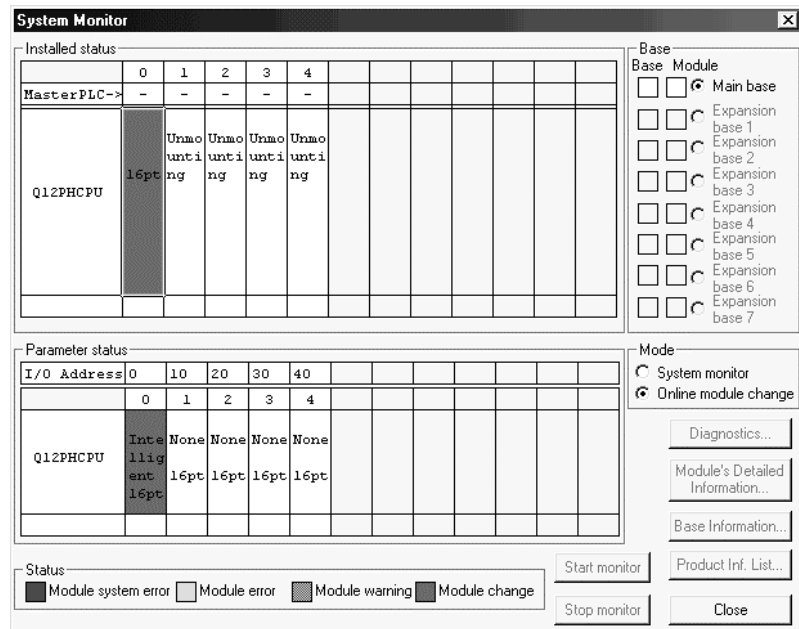 System Monitor
Installed status
0 1 2 3 4
MasterPLC-> - - - - -
Q12PHCPU
16pt
Unmo unti ng
Unmo unti ng
Unmo unti ng
Unmo unti ng
Base
Base Module
Main base
Expansion base 1
Expansion base 2
Expansion base 3
Expansion base 4
Expansion base 5
Expansion base 6
Expansion base 7
Parameter status
I/O Address 0 10 20 30 40
0 1 2 3 4
Q12PHCPU
Inte llig ent 16pt
None 16pt
None 16pt
None 16pt
None 16pt
Mode
System monitor
Online module change
Diagnostics...
Module's Detailed Information...
Base Information...
Product Inf. List...
Status
Module system error
Module error
Module warning
Module change
Start monitor
Stop monitor
Close